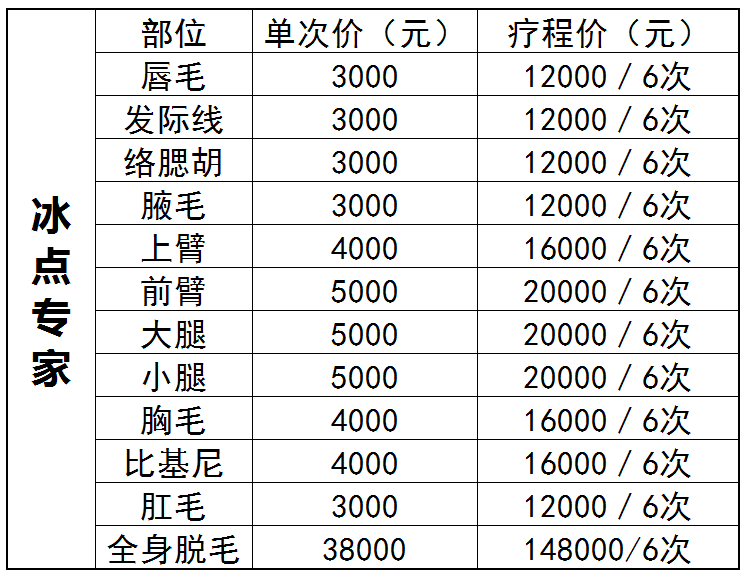 冰点专家
部位 单次价（元） 疗程价（元）
唇毛 3000 12000 / 6次
发际线 3000 12000 / 6次
络腮胡 3000 12000 / 6次
腋毛 3000 12000 / 6次
上臂 4000 16000 / 6次
前臂 5000 20000 / 6次
大腿 5000 20000 / 6次
小腿 5000 20000 / 6次
胸毛 4000 16000 / 6次
比基尼 4000 16000 / 6次
肛毛 3000 12000 / 6次
全身脱毛 38000 148000/6次